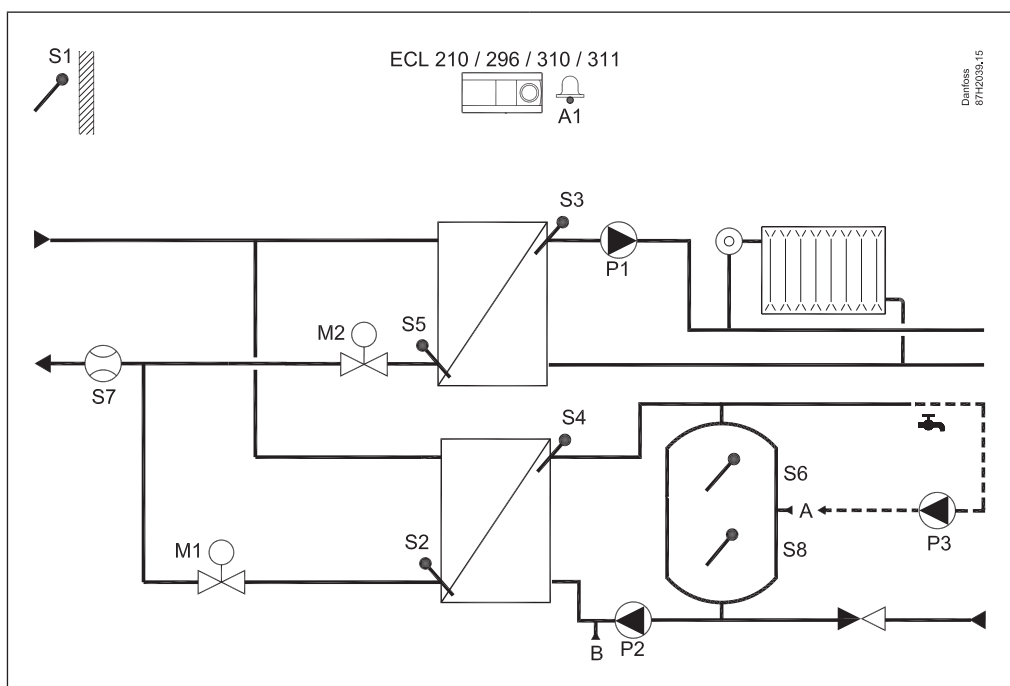 S1
ECL 210 / 296 / 310 / 311
A1
Danfoss
87H2039.15
S3
P1
M2
S5
S7
S4
S6
A
S8
P3
M1
S2
B
P2